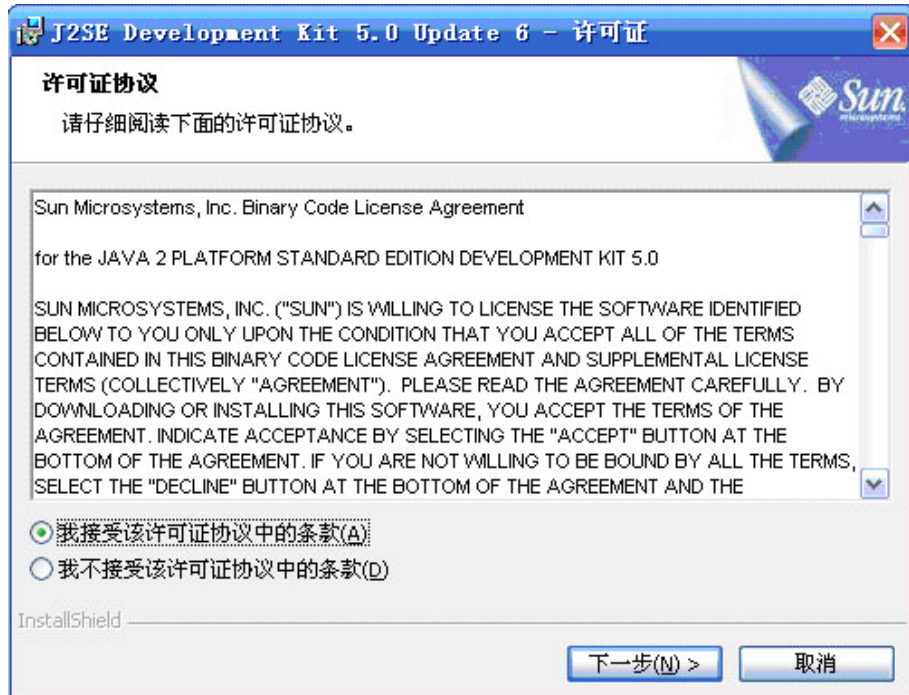 J2SE Development Kit 5.0 Update 6 - 许可证
许可证协议
请仔细阅读下面的许可证协议。
Sun
microsystems
Sun Microsystems, Inc. Binary Code License Agreement
for the JAVA 2 PLATFORM STANDARD EDITION DEVELOPMENT KIT 5.0
SUN MICROSYSTEMS, INC. ("SUN") IS WILLING TO LICENSE THE SOFTWARE IDENTIFIED
BELOW TO YOU ONLY UPON THE CONDITION THAT YOU ACCEPT ALL OF THE TERMS
CONTAINED IN THIS BINARY CODE LICENSE AGREEMENT AND SUPPLEMENTAL LICENSE
TERMS (COLLECTIVELY "AGREEMENT").  PLEASE READ THE AGREEMENT CAREFULLY.  BY
DOWNLOADING OR INSTALLING THIS SOFTWARE, YOU ACCEPT THE TERMS OF THE
AGREEMENT. INDICATE ACCEPTANCE BY SELECTING THE "ACCEPT" BUTTON AT THE
BOTTOM OF THE AGREEMENT. IF YOU ARE NOT WILLING TO BE BOUND BY ALL THE TERMS,
SELECT THE "DECLINE" BUTTON AT THE BOTTOM OF THE AGREEMENT AND THE
我接受该许可证协议中的条款(A)
我不接受该许可证协议中的条款(D)
InstallShield
下一步(N) >
取消